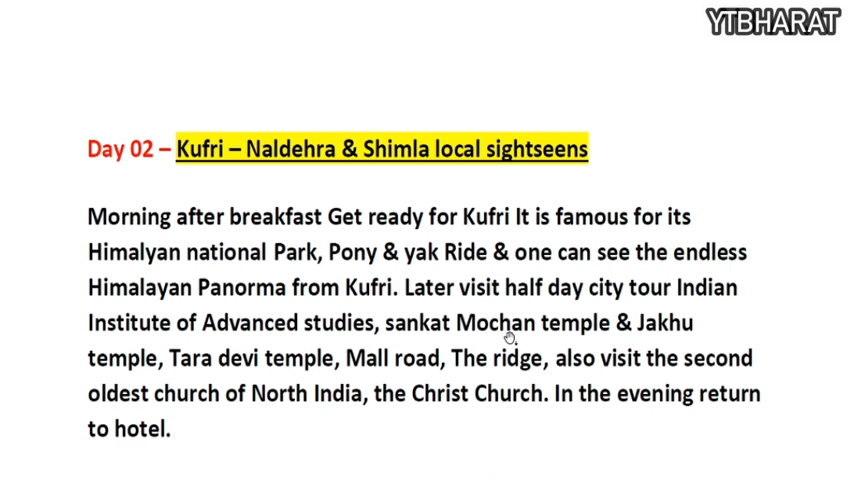 YTBHARAT
Day 02 – Kufri – Naldehra & Shimla local sightseens
Morning after breakfast Get ready for Kufri It is famous for its
Himalyan national Park, Pony & yak Ride & one can see the endless
Himalayan Panorma from Kufri. Later visit half day city tour Indian
Institute of Advanced studies, sankat Mochan temple & Jakhu
temple, Tara devi temple, Mall road, The ridge, also visit the second
oldest church of North India, the Christ Church. In the evening return
to hotel.